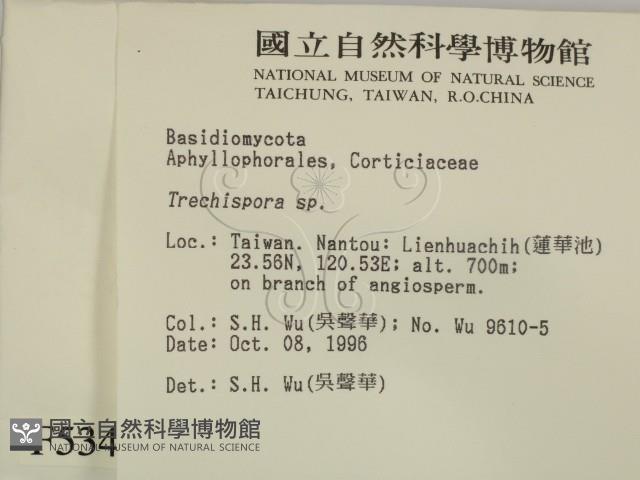 國立自然科學博物館
NATIONAL MUSEUM OF NATURAL SCIENCE
TAICHUNG, TAIWAN, R.O.CHINA
Basidiomycota
Aphyllophorales, Corticiaceae
Trechispora sp.
Loc.: Taiwan. Nantou: Lienhuachih(蓮華池)
23.56N, 120.53E; alt. 700m;
on branch of angiosperm.
Col.: S.H. Wu(吳聲華); No. Wu 9610-5
Date: Oct. 08, 1996
Det.: S.H. Wu(吳聲華)
國立自然科學博物館
NATIONAL MUSEUM OF NATURAL SCIENCE
F534